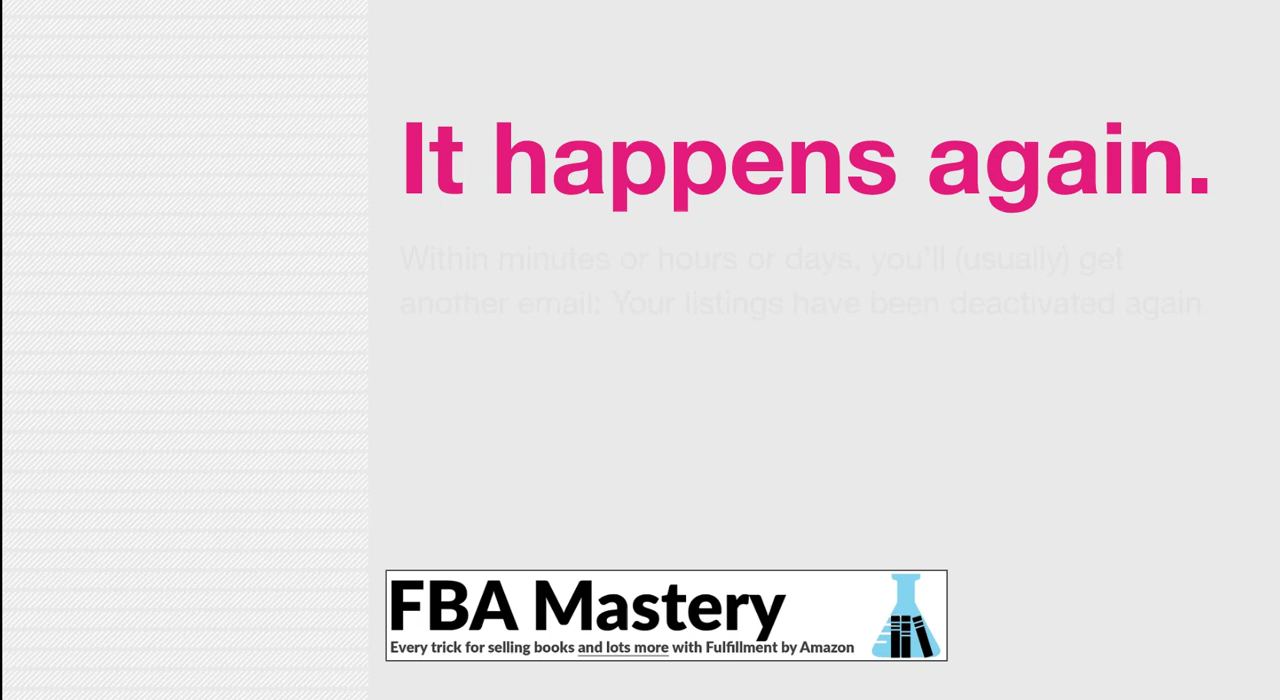 It happens again.
Within minutes or hours or days, you'll (usually) get
another email: Your listings have been deactivated again.
FBA Mastery
Every trick for selling books and lots more with Fulfillment by Amazon